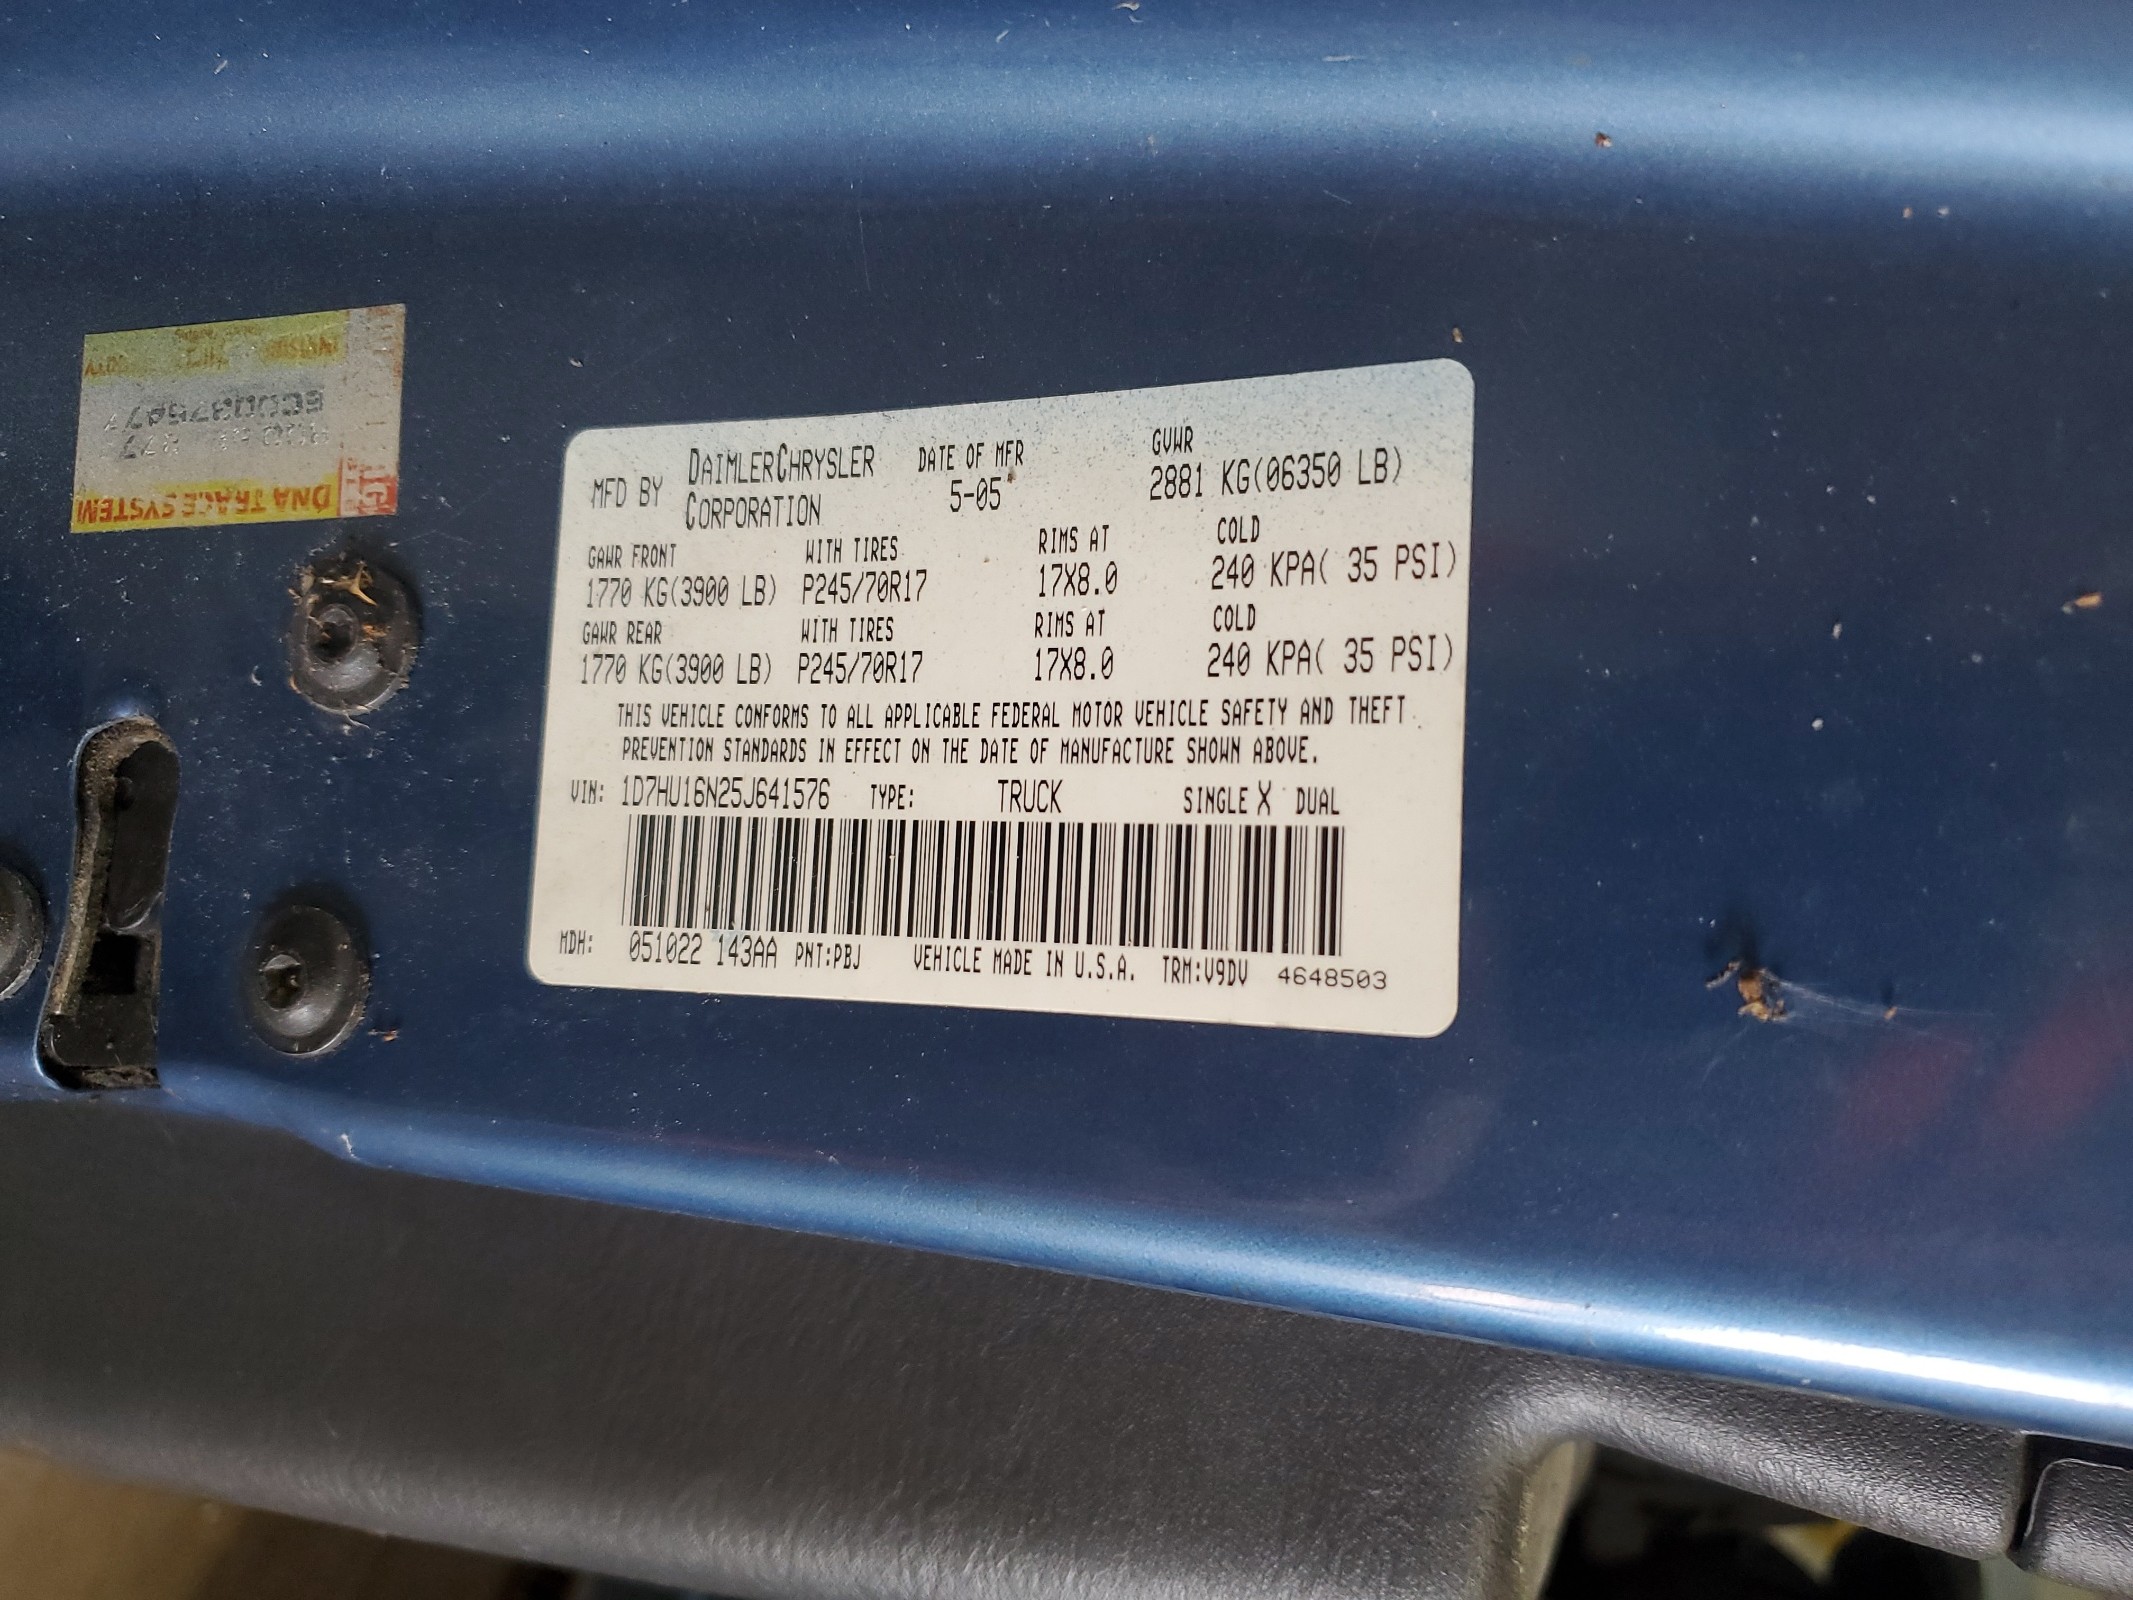 MFD BY DAIMLERCHRYSLER CORPORATION DATE OF MFR 5-05 GVWR 2881 KG(06350 LB)
GAWR FRONT WITH TIRES RIMS AT COLD
1770 KG(3900 LB) P245/70R17 17X8.0 240 KPA( 35 PSI)
GAWR REAR WITH TIRES RIMS AT COLD
1770 KG(3900 LB) P245/70R17 17X8.0 240 KPA( 35 PSI)
THIS VEHICLE CONFORMS TO ALL APPLICABLE FEDERAL MOTOR VEHICLE SAFETY AND THEFT
PREVENTION STANDARDS IN EFFECT ON THE DATE OF MANUFACTURE SHOWN ABOVE.
VIN: 1D7HU16N25J641576 TYPE: TRUCK SINGLE X DUAL
MDH: 051022 143AA PNT:PBJ VEHICLE MADE IN U.S.A. TRM:V9DV 4648503
DNA TRACE SYSTEM